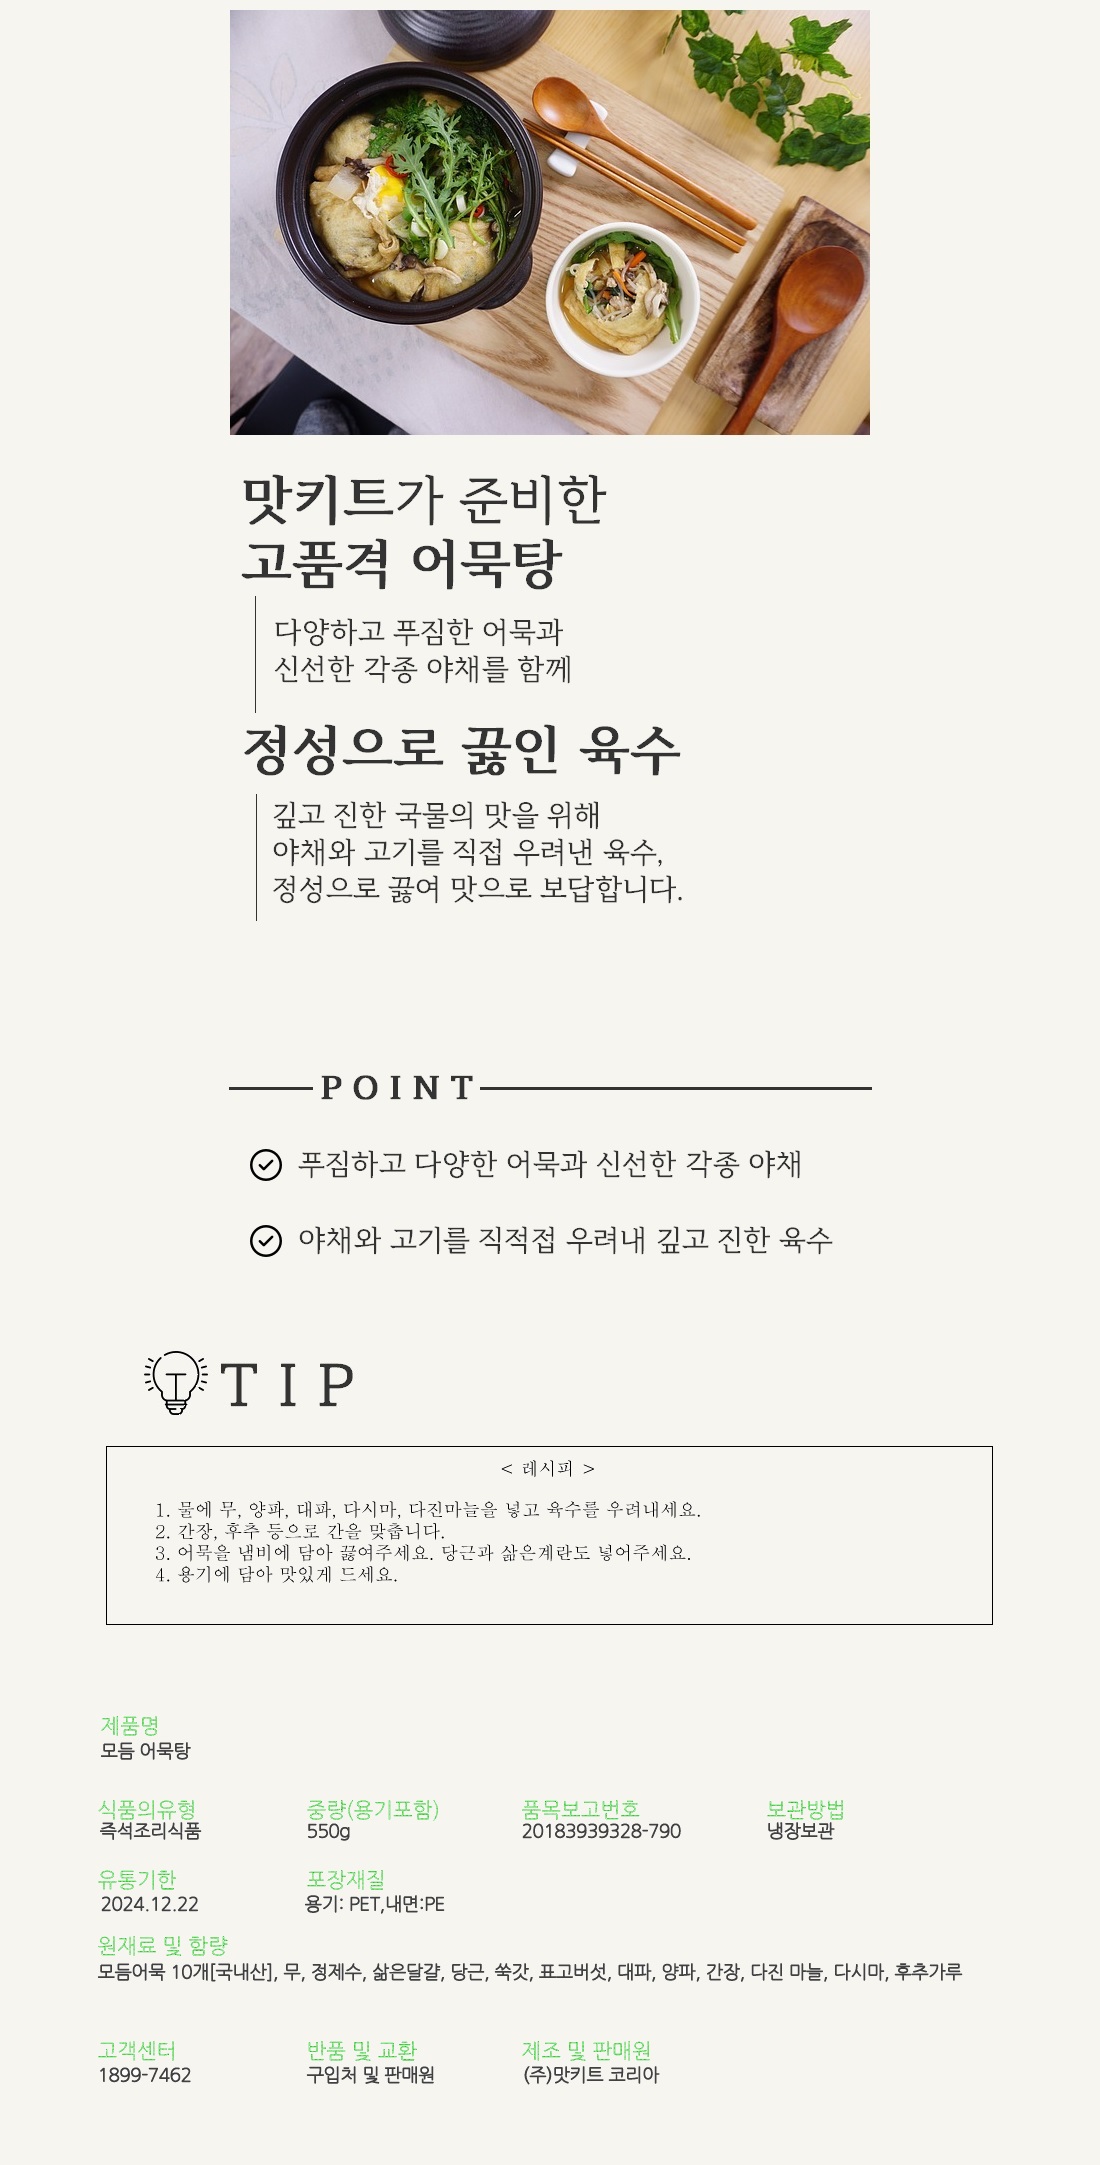 맛키트가 준비한
고품격 어묵탕
다양하고 푸짐한 어묵과
신선한 각종 야채를 함께
정성으로 끓인 육수
깊고 진한 국물의 맛을 위해
야채와 고기를 직접 우려낸 육수,
정성으로 끓여 맛으로 보답합니다.
POINT
푸짐하고 다양한 어묵과 신선한 각종 야채
야채와 고기를 직적접 우려내 깊고 진한 육수
TIP
< 레시피 >
1. 물에 무, 양파, 대파, 다시마, 다진마늘을 넣고 육수를 우려내세요.
2. 간장, 후추 등으로 간을 맞춥니다.
3. 어묵을 냄비에 담아 끓여주세요. 당근과 삶은계란도 넣어주세요.
4. 용기에 담아 맛있게 드세요.
제품명
모듬 어묵탕
식품의유형 중량(용기포함) 품목보고번호 보관방법
즉석조리식품 550g 20183939328-790 냉장보관
유통기한 포장재질
2024.12.22 용기: PET,내면:PE
원재료 및 함량
모듬어묵 10개[국내산], 무, 정제수, 삶은달걀, 당근, 쑥갓, 표고버섯, 대파, 양파, 간장, 다진 마늘, 다시마, 후추가루
고객센터 반품 및 교환 제조 및 판매원
1899-7462 구입처 및 판매원 (주)맛키트 코리아